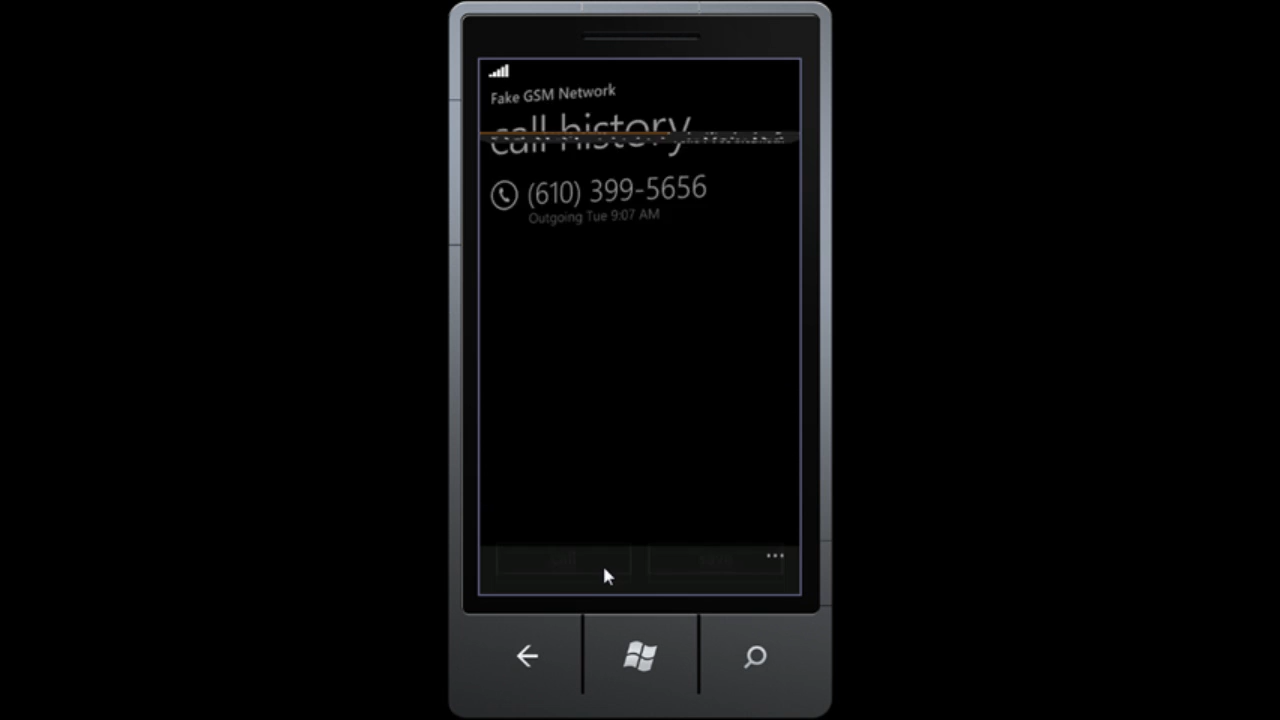 Fake GSM Network
call history
(610) 399-5656
Outgoing Tue 9:07 AM
...